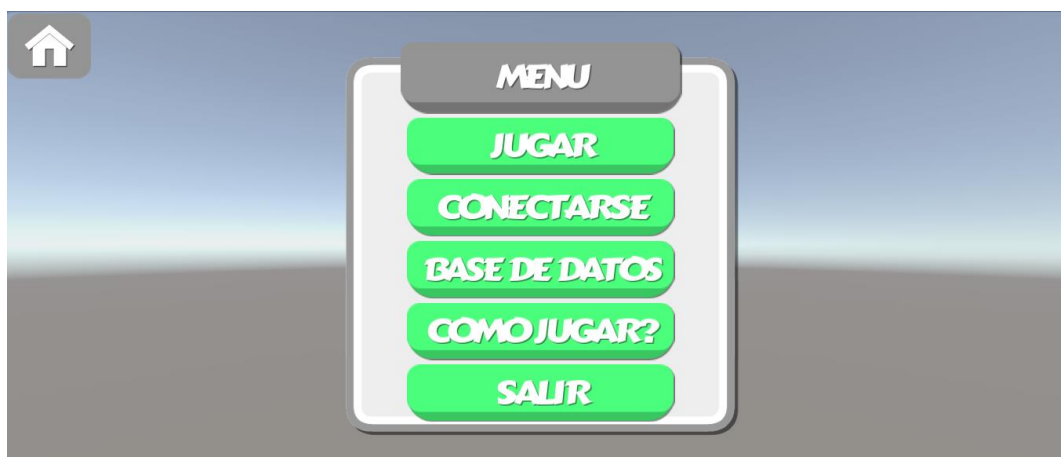 MENU
JUGAR
CONECTARSE
BASE DE DATOS
COMO JUGAR?
SALIR